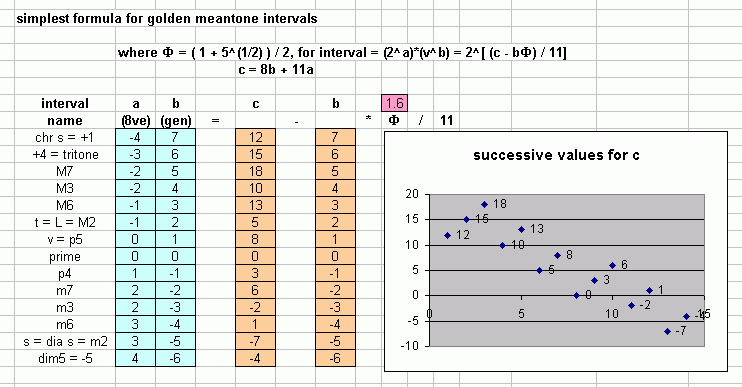 simplest formula for golden meantone intervals
where Φ = ( 1 + 5^(1/2) ) / 2, for interval = (2^a)*(v^b) = 2^[ (c - bΦ) / 11]
c = 8b + 11a
interval a b c b 1.6
name (8ve) (gen) = - * Φ / 11
chr s = +1 -4 7 12 7
+4 = tritone -3 6 15 6
M7 -2 5 18 5
M3 -2 4 10 4
M6 -1 3 13 3
t = L = M2 -1 2 5 2
v = p5 0 1 8 1
prime 0 0 0 0
p4 1 -1 3 -1
m7 2 -2 6 -2
m3 2 -3 -2 -3
m6 3 -4 1 -4
s = dia s = m2 3 -5 -7 -5
dim5 = -5 4 -6 -4 -6
successive values for c
20
15
10
5
0
-5
-10
0 5 10 15
12
15
18
10
13
5
8
0
3
6
-2
1
-7
-4